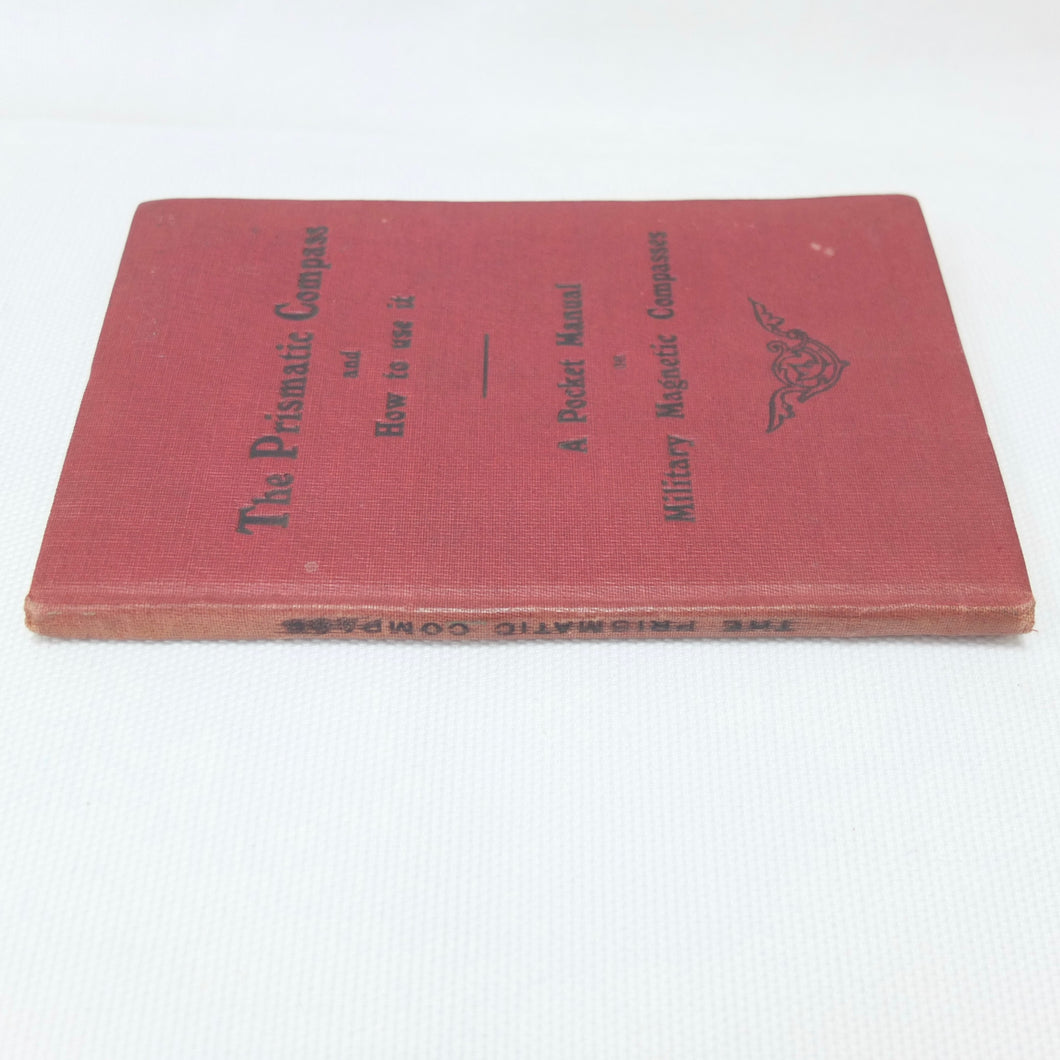 The Prismatic Compass
and
How to use it
A Pocket Manual
Military Magnetic Compasses
THE PRISMATIC COMPASS